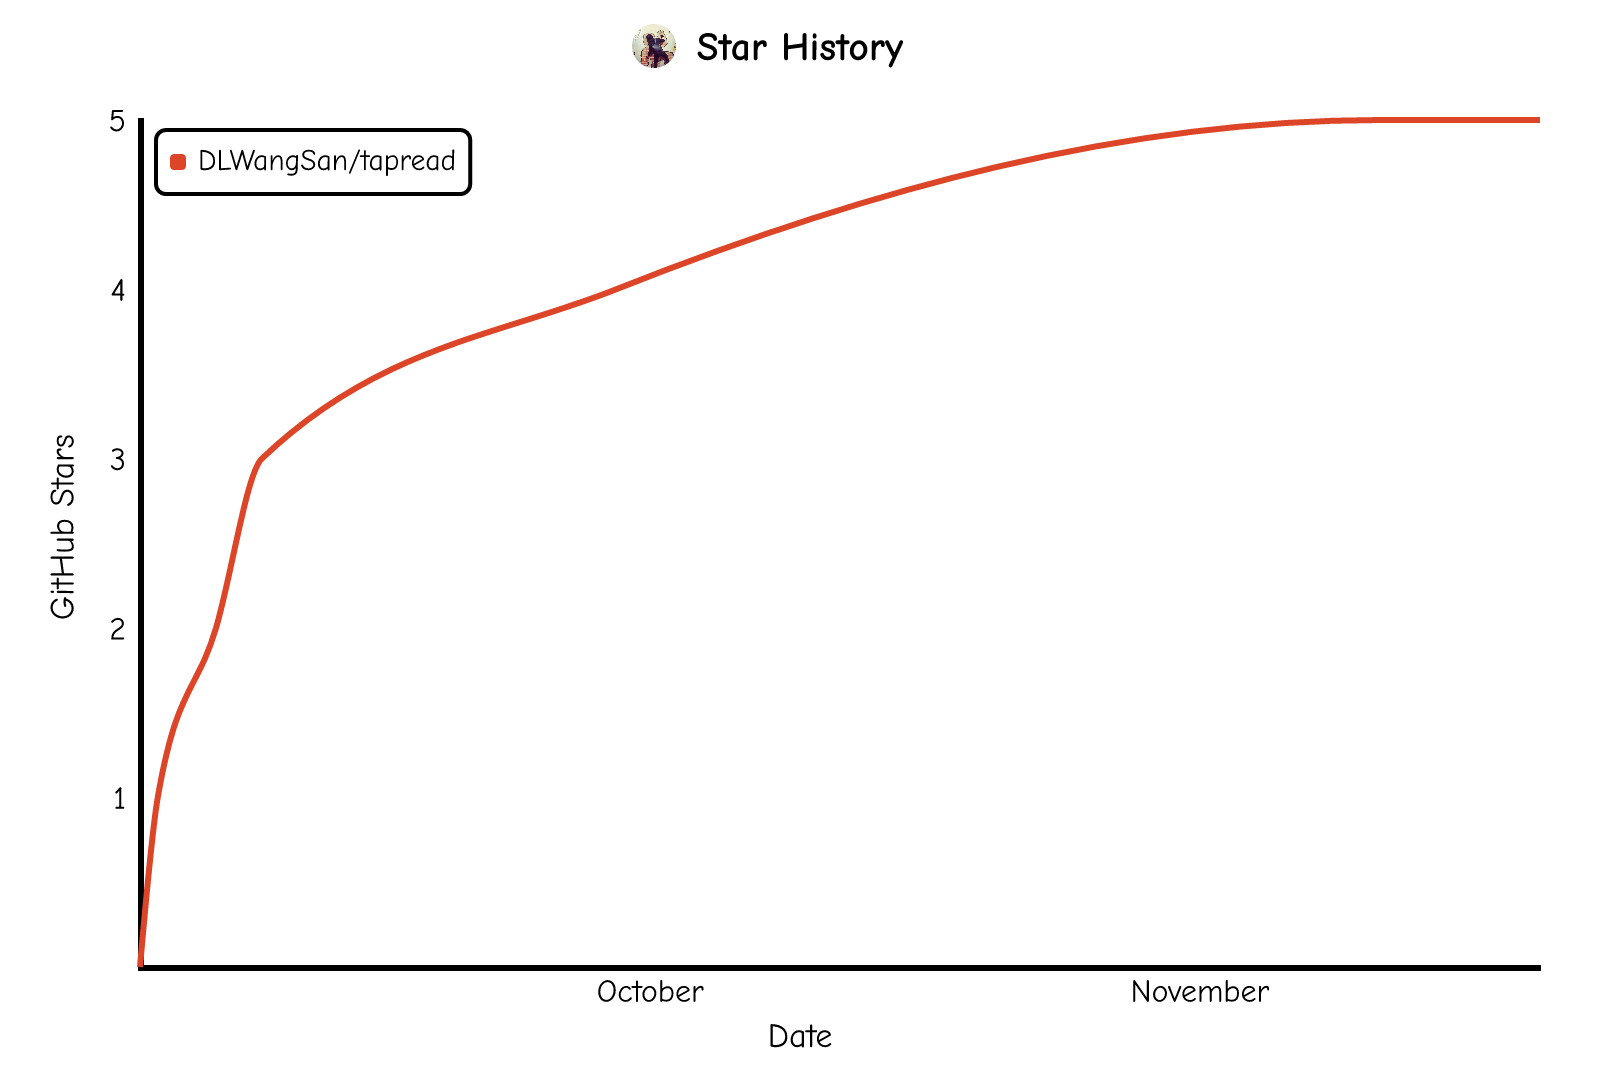 Star History
DLWangSan/tapread
5
4
3
2
1
GitHub Stars
October November
Date